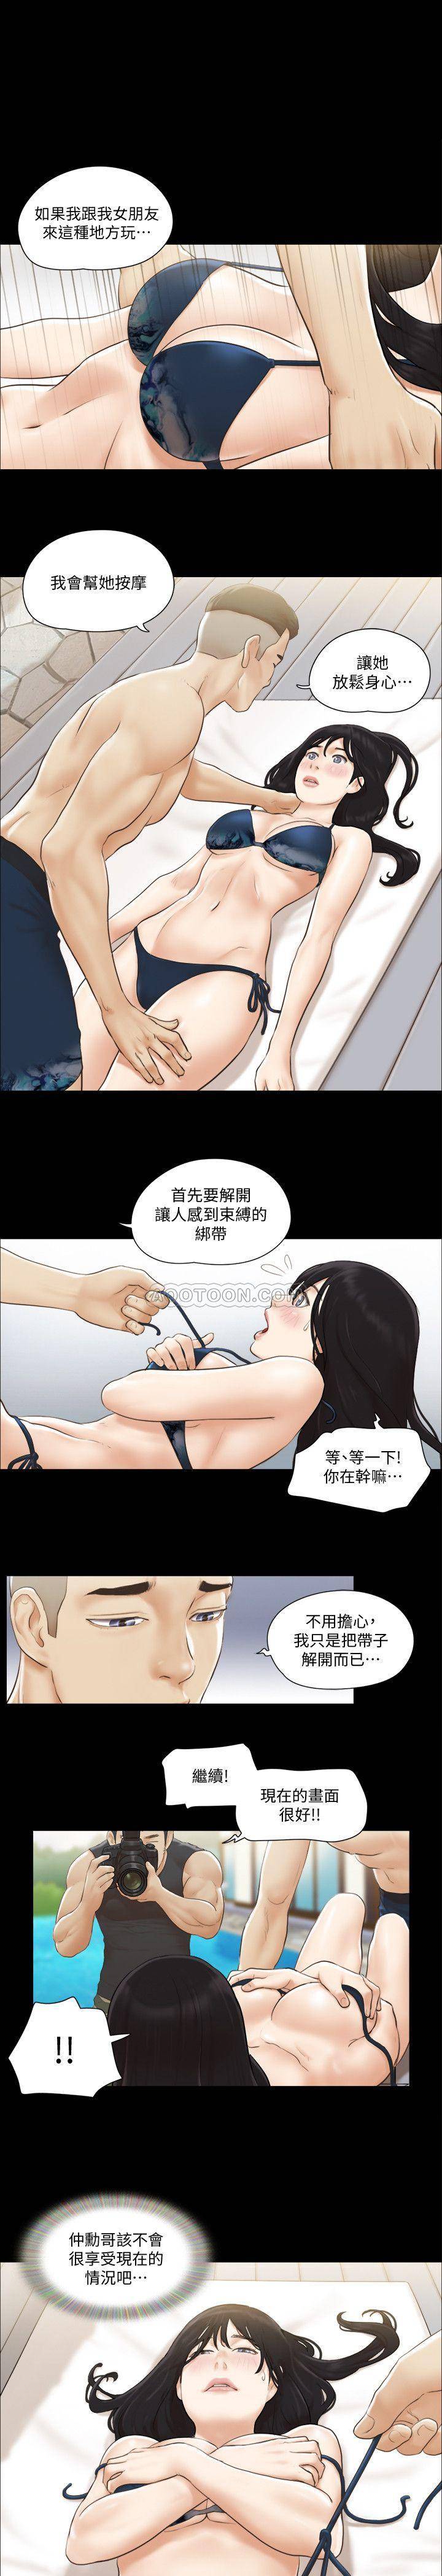 如果我跟我女朋友
來這種地方玩…
我會幫她按摩
讓她
放鬆身心…
首先要解開
讓人感到束縛的
綁帶
TOOTOON.COM
等、等一下!
你在幹嘛…
不用擔心,
我只是把帶子
解開而已…
繼續!
現在的畫面
很好!!
!!
仲勳哥該不會
很享受現在的
情況吧…